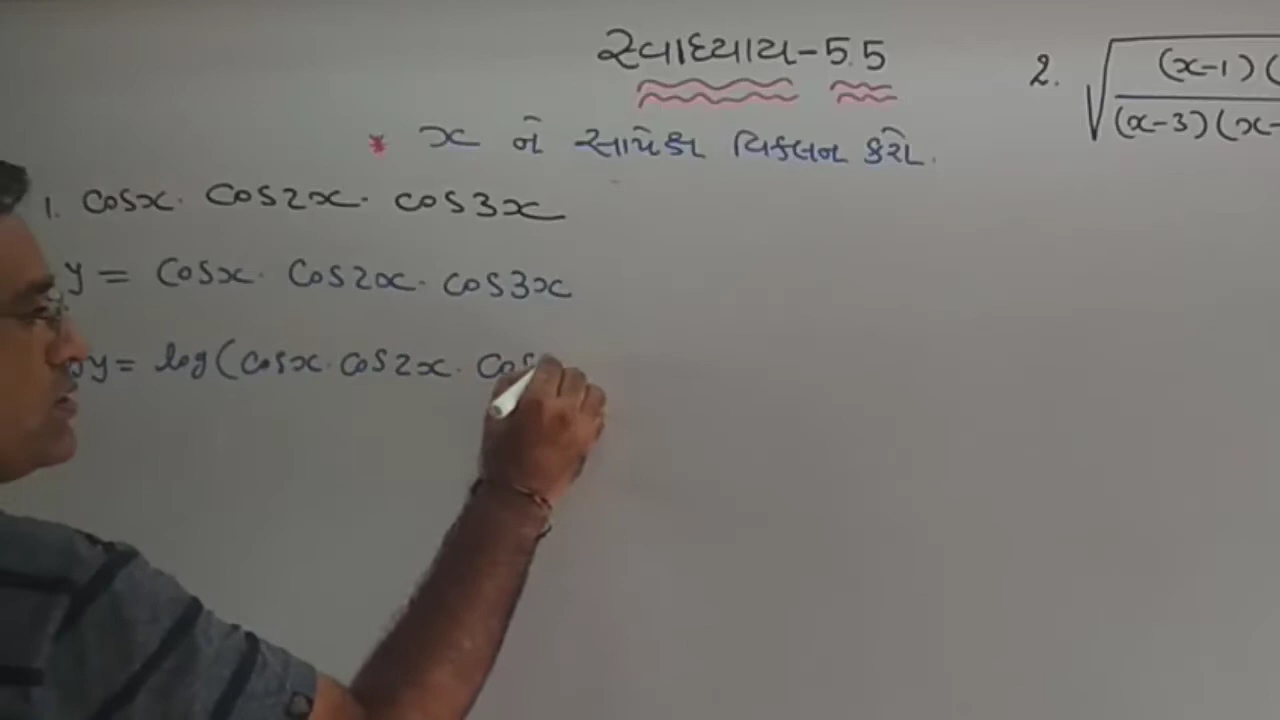 સ્વાધ્યાય-5.5
* x ને સાપેક્ષ વિકલન કરો.
1. cosx. cos2x. cos3x
y = cosx. cos2x. cos3x
y = log(cosx. cos2x. cos
2. √ (x-1)(
(x-3)(x-